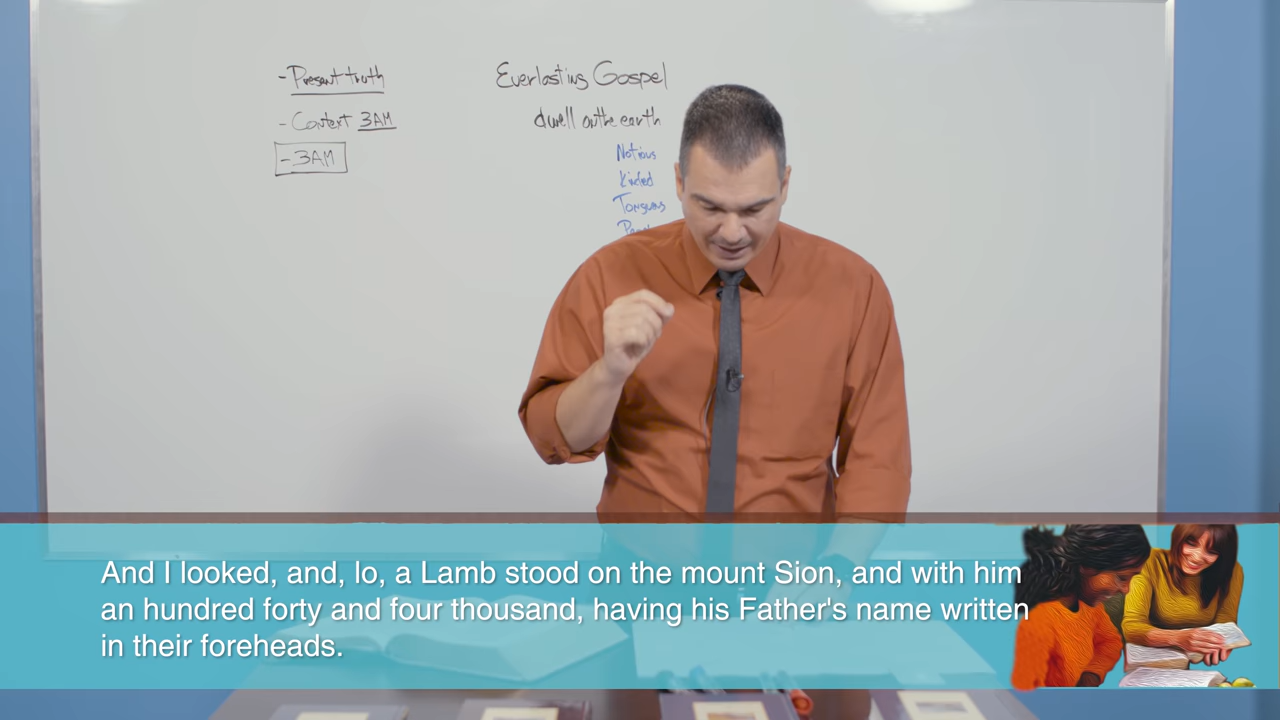 - Present truth
- Context 3AM
- 3AM
Everlasting Gospel
dwell on the earth
Nations
Kindred
Tongues
And I looked, and, lo, a Lamb stood on the mount Sion, and with him
an hundred forty and four thousand, having his Father's name written
in their foreheads.